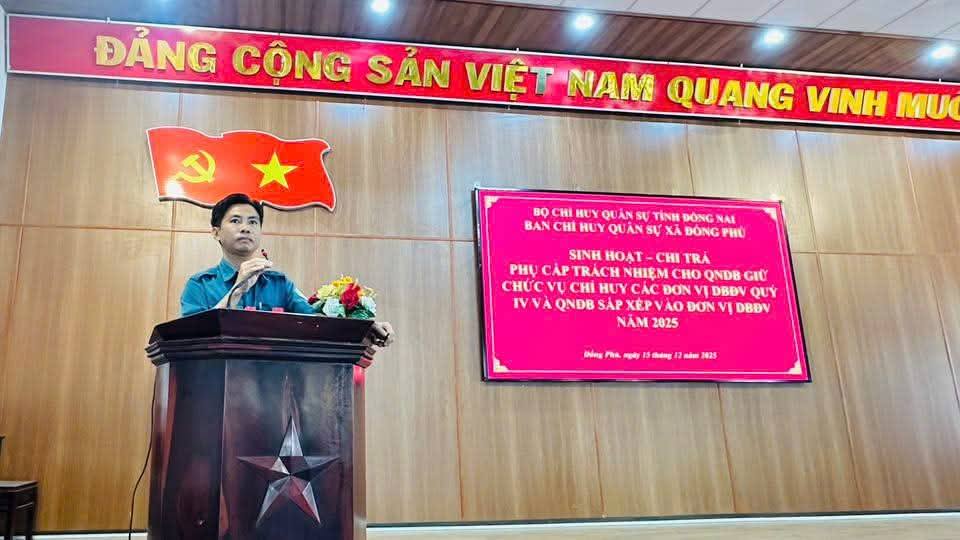 ĐẢNG CỘNG SẢN VIỆT NAM QUANG VINH MUÔ
BỘ CHỈ HUY QUÂN SỰ TỈNH ĐỒNG NAI
BAN CHỈ HUY QUÂN SỰ XÃ ĐỒNG PHÚ
SINH HOẠT – CHI TRẢ
PHỤ CẤP TRÁCH NHIỆM CHO QNDB GIỮ
CHỨC VỤ CHỈ HUY CÁC ĐƠN VỊ DBĐV QUÝ
IV VÀ QNDB SẮP XẾP VÀO ĐƠN VỊ DBĐV
NĂM 2025
Đồng Phú, ngày 15 tháng 12 năm 2025